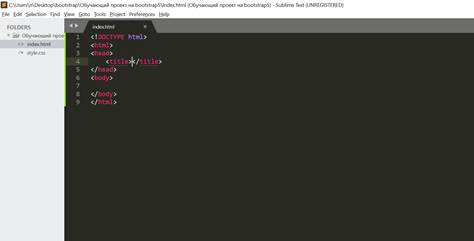 C:\Users\v\Desktop\bootstrap\Обучающий проект на bootstrap5\index.html (Обучающий проект на bootstrap5) - Sublime Text (UNREGISTERED)
File Edit Selection Find View Goto Tools Project Preferences Help
FOLDERS
Обучающий прое
index.html
style.css
index.html
1 <!DOCTYPE html>
2 <html>
3 <head>
4 <title></title>
5 </head>
6 <body>
7
8 </body>
9 </html>